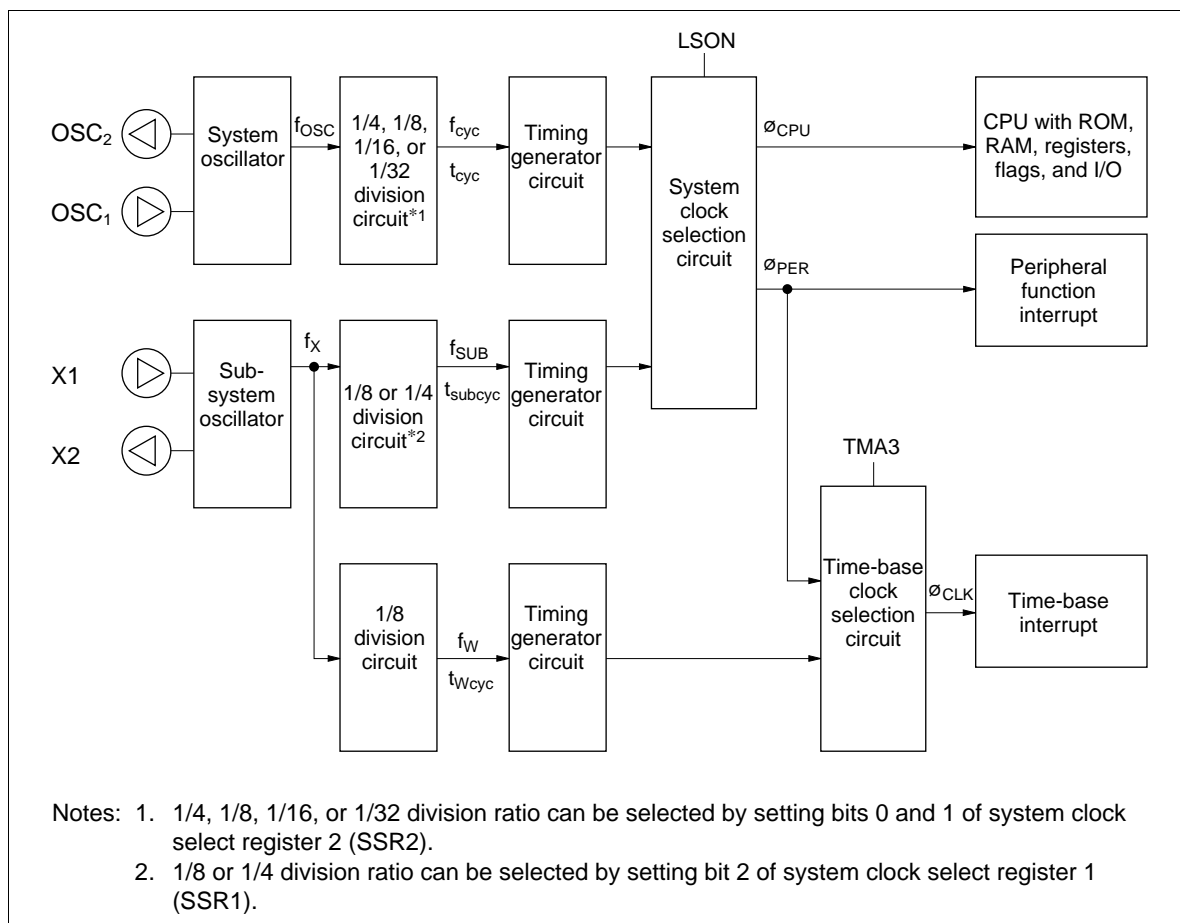 LSON
OSC2
System
oscillator
fOSC
1/4, 1/8,
1/16, or
1/32
division
circuit*1
fcyc
tcyc
Timing
generator
circuit
System
clock
selection
circuit
øCPU
CPU with ROM,
RAM, registers,
flags, and I/O
OSC1
øPER
Peripheral
function
interrupt
X1
X2
Sub-
system
oscillator
fX
1/8 or 1/4
division
circuit*2
fSUB
tsubcyc
Timing
generator
circuit
TMA3
1/8
division
circuit
fW
tWcyc
Timing
generator
circuit
Time-base
clock
selection
circuit
øCLK
Time-base
interrupt
Notes: 1. 1/4, 1/8, 1/16, or 1/32 division ratio can be selected by setting bits 0 and 1 of system clock
select register 2 (SSR2).
2. 1/8 or 1/4 division ratio can be selected by setting bit 2 of system clock select register 1
(SSR1).